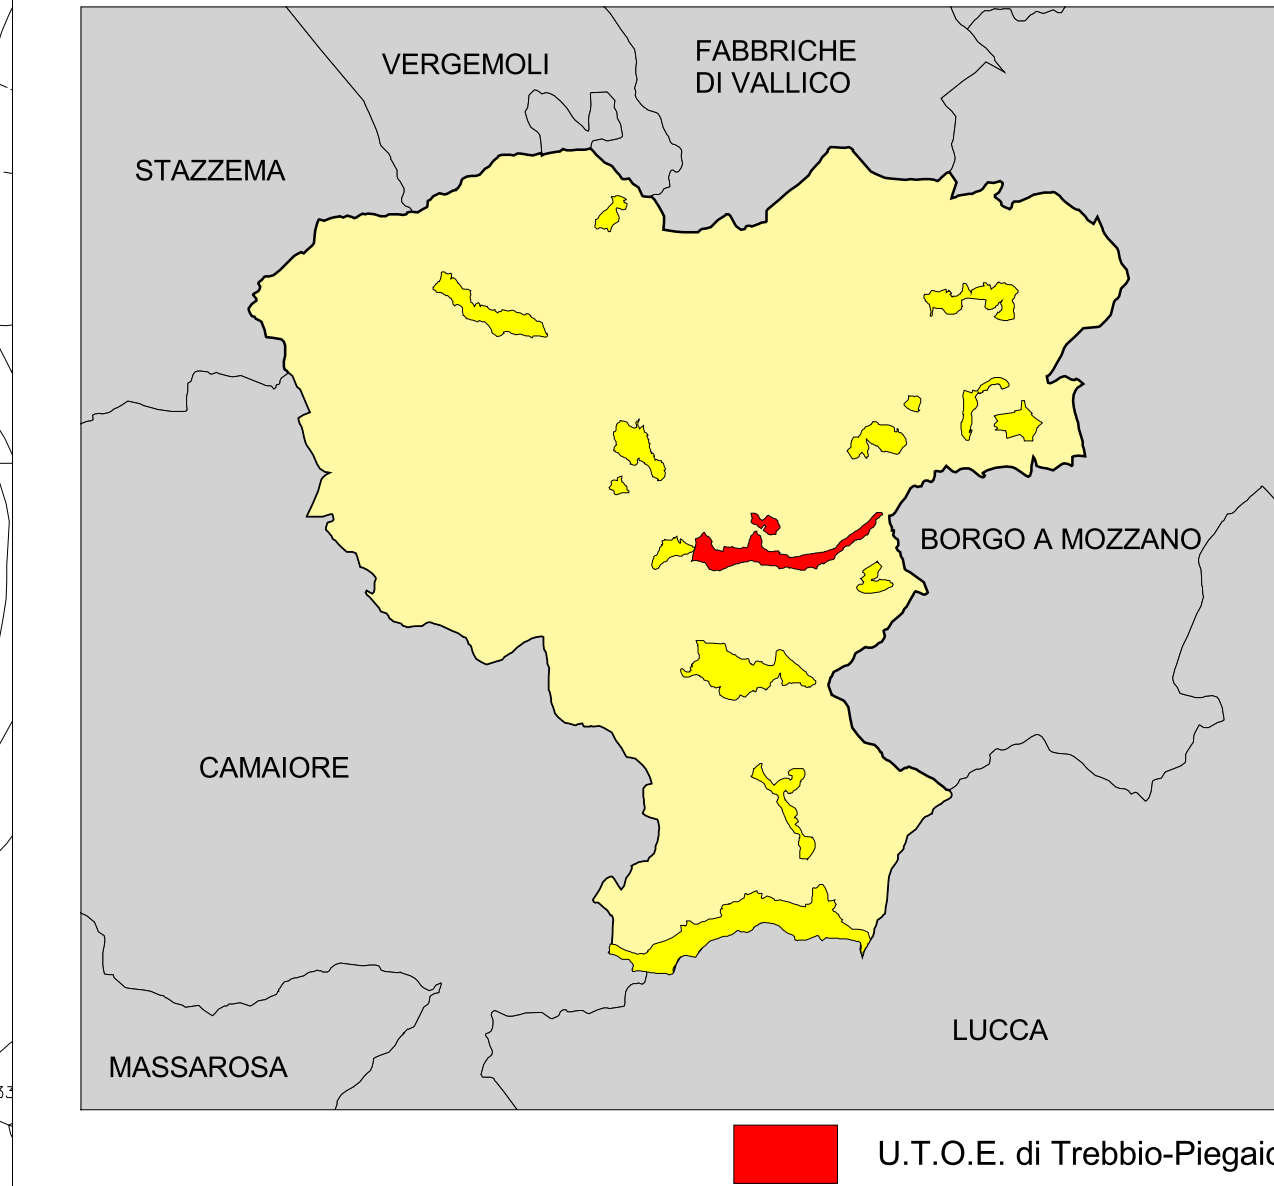 VERGEMOLI
FABBRICHE
DI VALLICO
STAZZEMA
BORGO A MOZZANO
CAMAIORE
LUCCA
MASSAROSA
U.T.O.E. di Trebbio-Piegaio